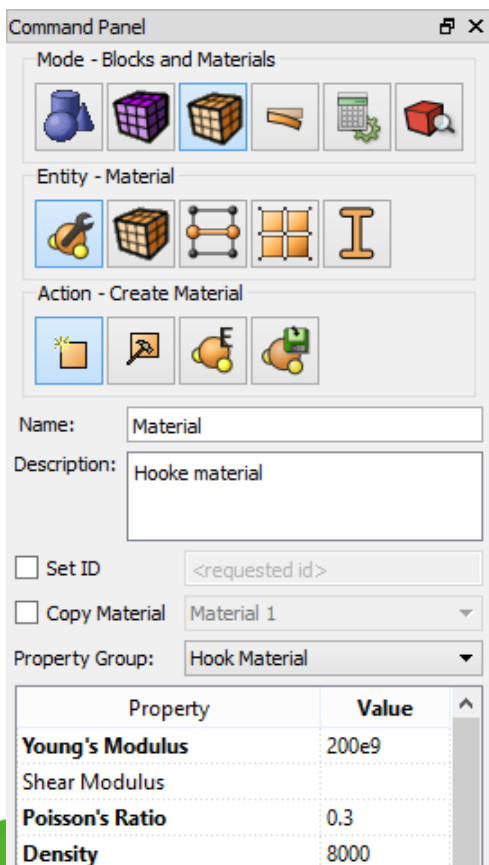 Command Panel
Mode - Blocks and Materials
Entity - Material
Action - Create Material
E
Name: Material
Description: Hooke material
Set ID <requested id>
Copy Material Material 1
Property Group: Hook Material
Property Value
Young's Modulus 200e9
Shear Modulus
Poisson's Ratio 0.3
Density 8000